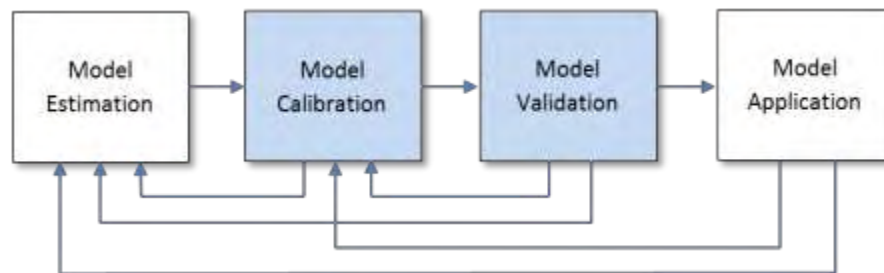 Model
Estimation
Model
Calibration
Model
Validation
Model
Application